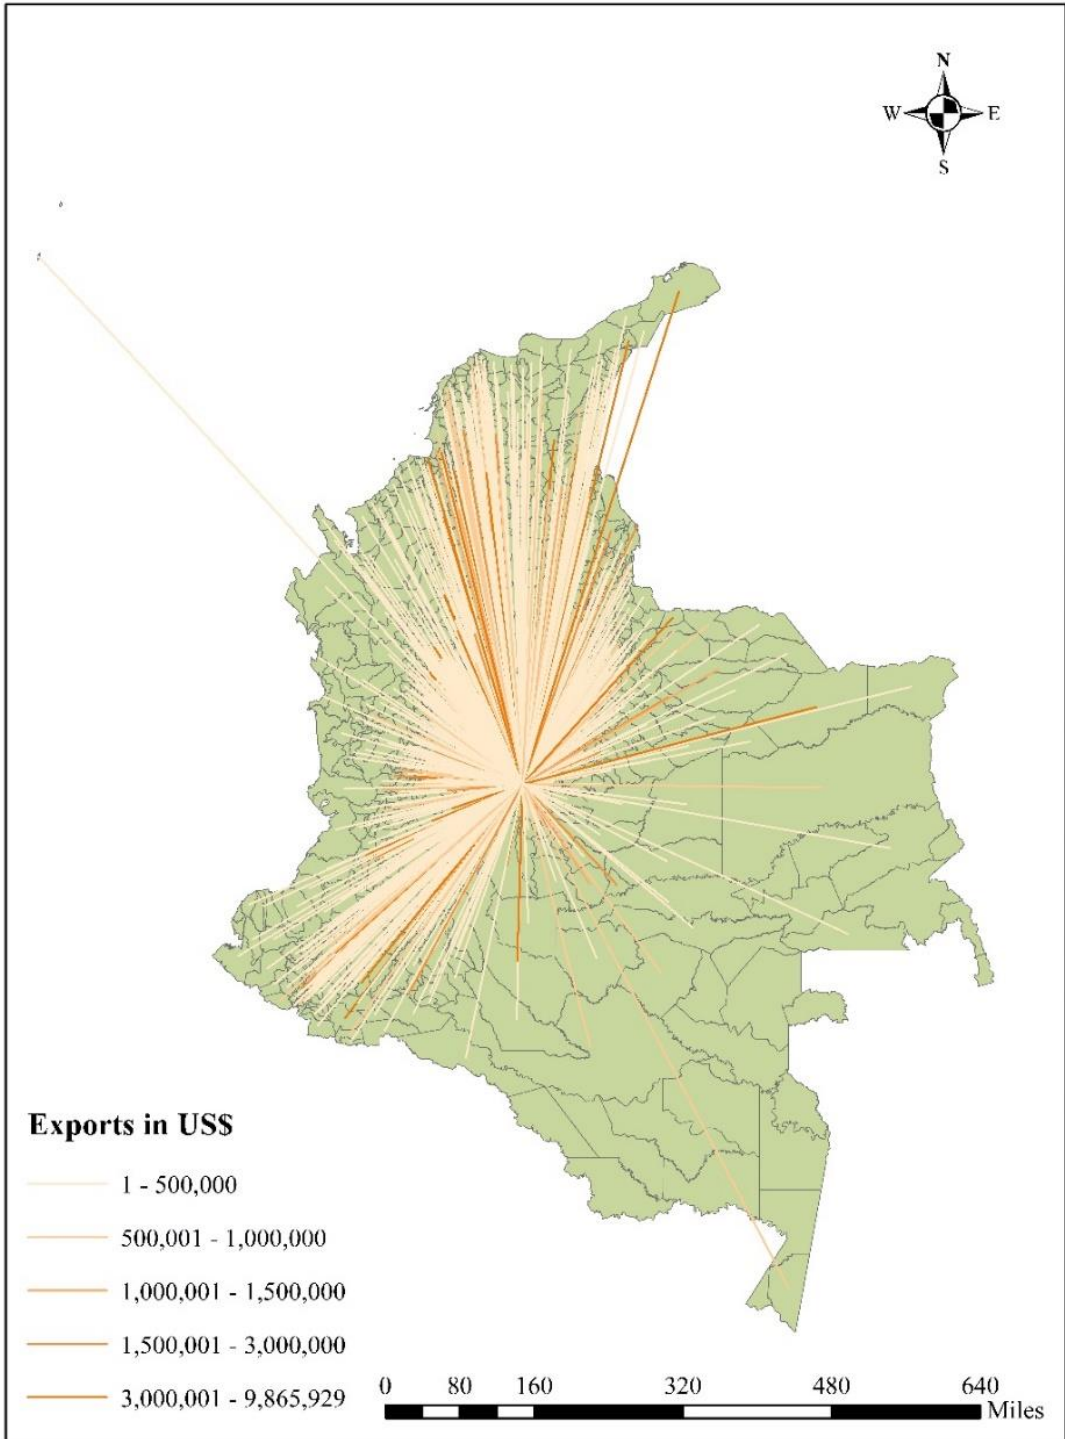 N
W E
S
Exports in US$
1 - 500,000
500,001 - 1,000,000
1,000,001 - 1,500,000
1,500,001 - 3,000,000
3,000,001 - 9,865,929
0 80 160 320 480 640
Miles